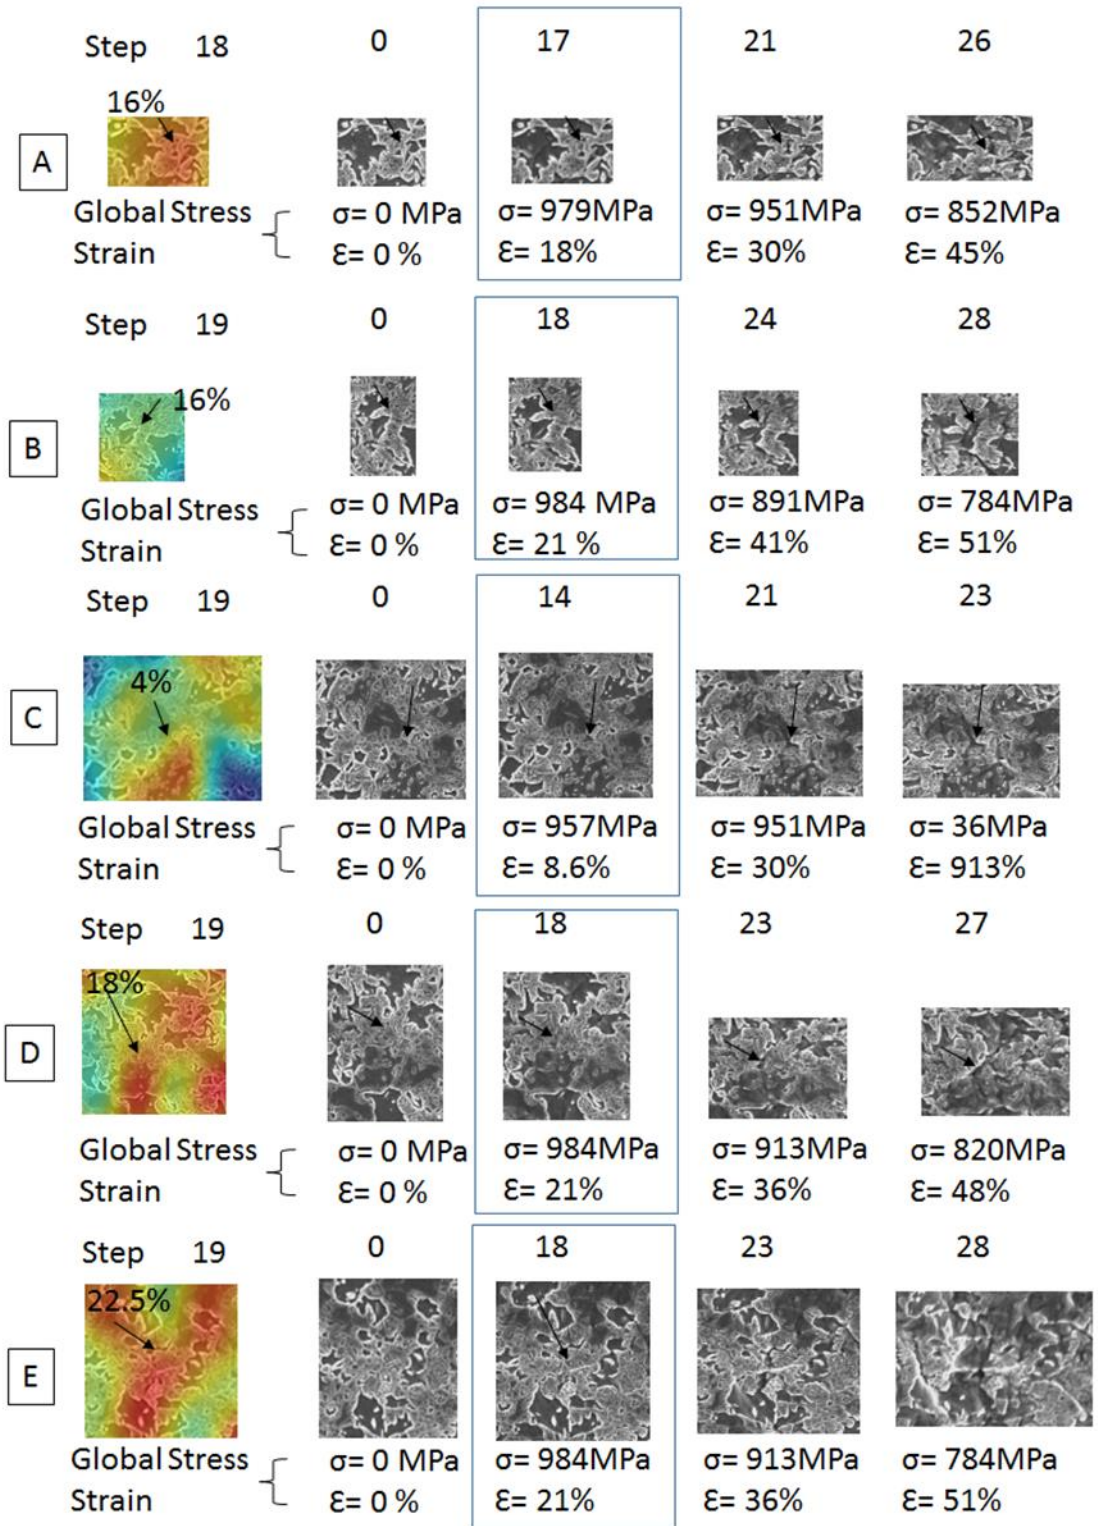 Step 18 0 17 21 26
16%
A
Global Stress σ= 0 MPa σ= 979MPa σ= 951MPa σ= 852MPa
Strain Ɛ= 0 % Ɛ= 18% Ɛ= 30% Ɛ= 45%
Step 19 0 18 24 28
16%
B
Global Stress σ= 0 MPa σ= 984 MPa σ= 891MPa σ= 784MPa
Strain Ɛ= 0 % Ɛ= 21 % Ɛ= 41% Ɛ= 51%
Step 19 0 14 21 23
4%
C
Global Stress σ= 0 MPa σ= 957MPa σ= 951MPa σ= 36MPa
Strain Ɛ= 0 % Ɛ= 8.6% Ɛ= 30% Ɛ= 913%
Step 19 0 18 23 27
18%
D
Global Stress σ= 0 MPa σ= 984MPa σ= 913MPa σ= 820MPa
Strain Ɛ= 0 % Ɛ= 21% Ɛ= 36% Ɛ= 48%
Step 19 0 18 23 28
22.5%
E
Global Stress σ= 0 MPa σ= 984MPa σ= 913MPa σ= 784MPa
Strain Ɛ= 0 % Ɛ= 21% Ɛ= 36% Ɛ= 51%